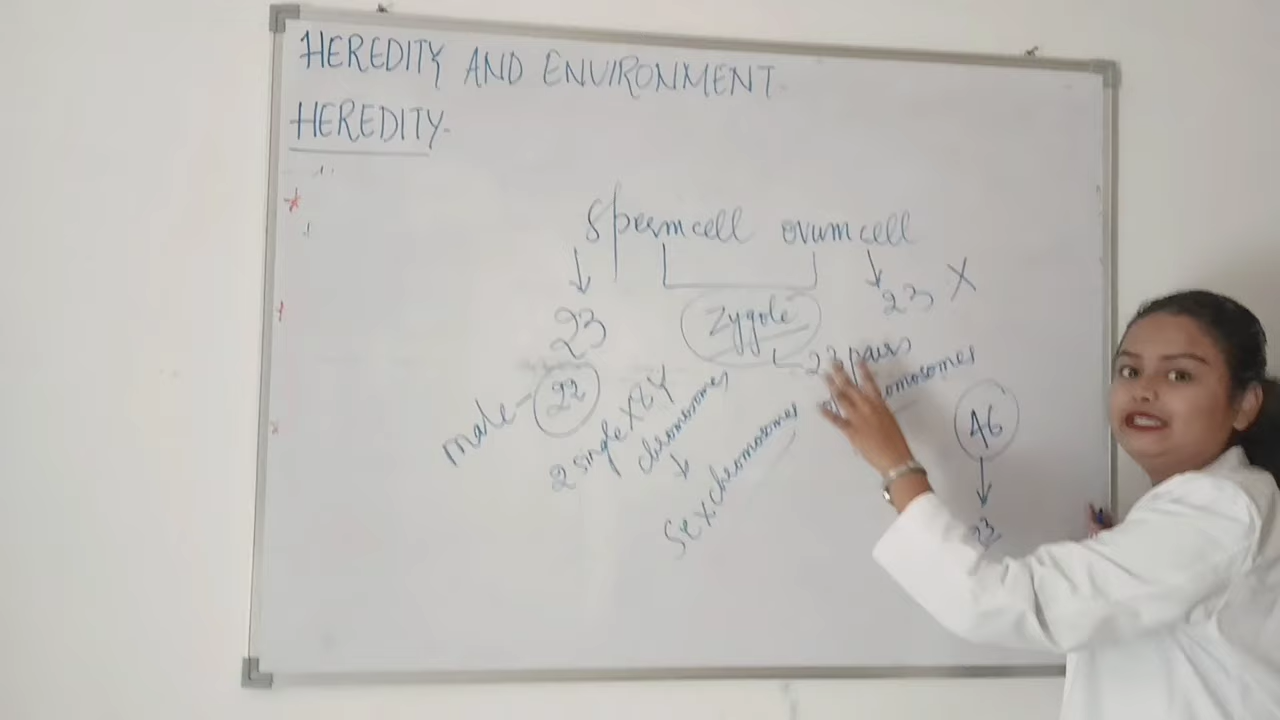 HEREDITY AND ENVIRONMENT
HEREDITY-
Sperm cell ovum cell
23 X
23
Zygote
23 pairs
chromosomes
male - 22
2 single X & Y
chromosomes
Sex chromosomes
46
23